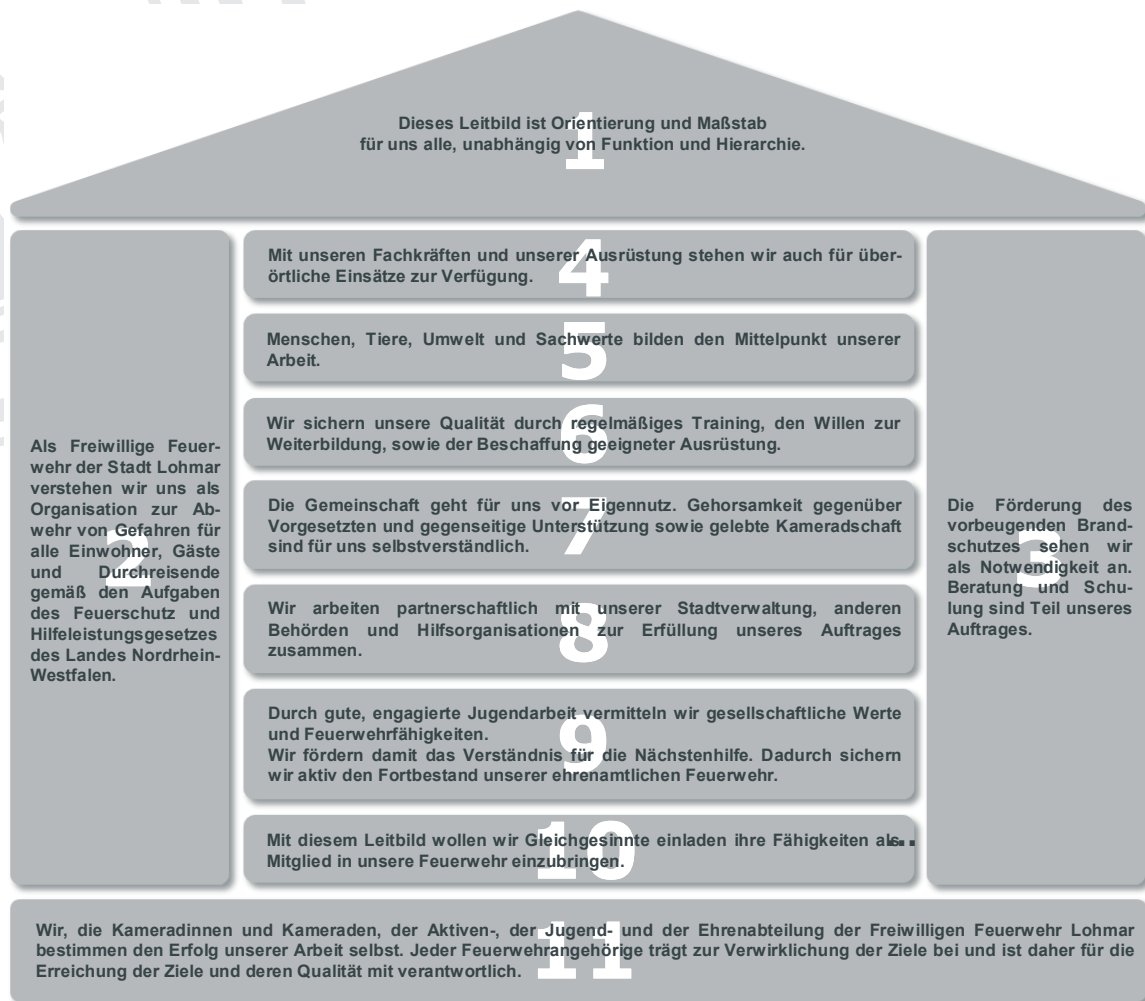 1
Dieses Leitbild ist Orientierung und Maßstab
für uns alle, unabhängig von Funktion und Hierarchie.
2
Als Freiwillige Feuer-
wehr der Stadt Lohmar
verstehen wir uns als
Organisation zur Ab-
wehr von Gefahren für
alle Einwohner, Gäste
und Durchreisende
gemäß den Aufgaben
des Feuerschutz und
Hilfeleistungsgesetzes
des Landes Nordrhein-
Westfalen.
3
Die Förderung des
vorbeugenden Brand-
schutzes sehen wir
als Notwendigkeit an.
Beratung und Schu-
lung sind Teil unseres
Auftrages.
4
Mit unseren Fachkräften und unserer Ausrüstung stehen wir auch für über-
örtliche Einsätze zur Verfügung.
5
Menschen, Tiere, Umwelt und Sachwerte bilden den Mittelpunkt unserer
Arbeit.
6
Wir sichern unsere Qualität durch regelmäßiges Training, den Willen zur
Weiterbildung, sowie der Beschaffung geeigneter Ausrüstung.
7
Die Gemeinschaft geht für uns vor Eigennutz. Gehorsamkeit gegenüber
Vorgesetzten und gegenseitige Unterstützung sowie gelebte Kameradschaft
sind für uns selbstverständlich.
8
Wir arbeiten partnerschaftlich mit unserer Stadtverwaltung, anderen
Behörden und Hilfsorganisationen zur Erfüllung unseres Auftrages
zusammen.
9
Durch gute, engagierte Jugendarbeit vermitteln wir gesellschaftliche Werte
und Feuerwehrfähigkeiten.
Wir fördern damit das Verständnis für die Nächstenhilfe. Dadurch sichern
wir aktiv den Fortbestand unserer ehrenamtlichen Feuerwehr.
10
Mit diesem Leitbild wollen wir Gleichgesinnte einladen ihre Fähigkeiten als...
Mitglied in unsere Feuerwehr einzubringen.
11
Wir, die Kameradinnen und Kameraden, der Aktiven-, der Jugend- und der Ehrenabteilung der Freiwilligen Feuerwehr Lohmar
bestimmen den Erfolg unserer Arbeit selbst. Jeder Feuerwehrangehörige trägt zur Verwirklichung der Ziele bei und ist daher für die
Erreichung der Ziele und deren Qualität mit verantwortlich.